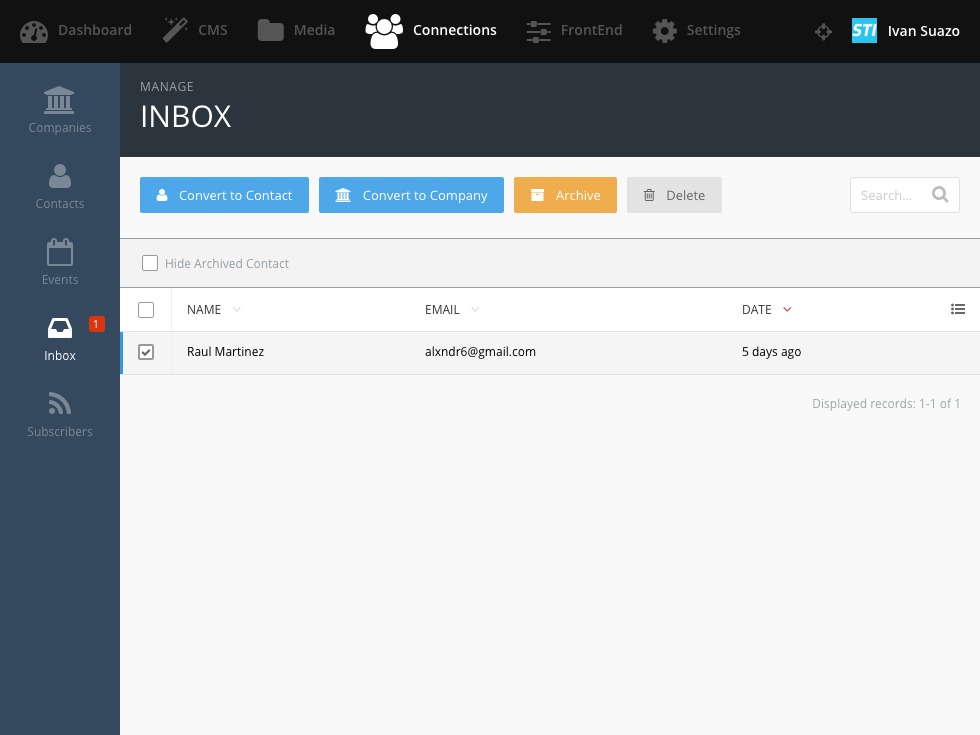 Dashboard CMS Media Connections FrontEnd Settings STI Ivan Suazo
Companies
Contacts
Events
Inbox 1
Subscribers
MANAGE
INBOX
Convert to Contact Convert to Company Archive Delete Search...
Hide Archived Contact
NAME EMAIL DATE
Raul Martinez alxndr6@gmail.com 5 days ago
Displayed records: 1-1 of 1